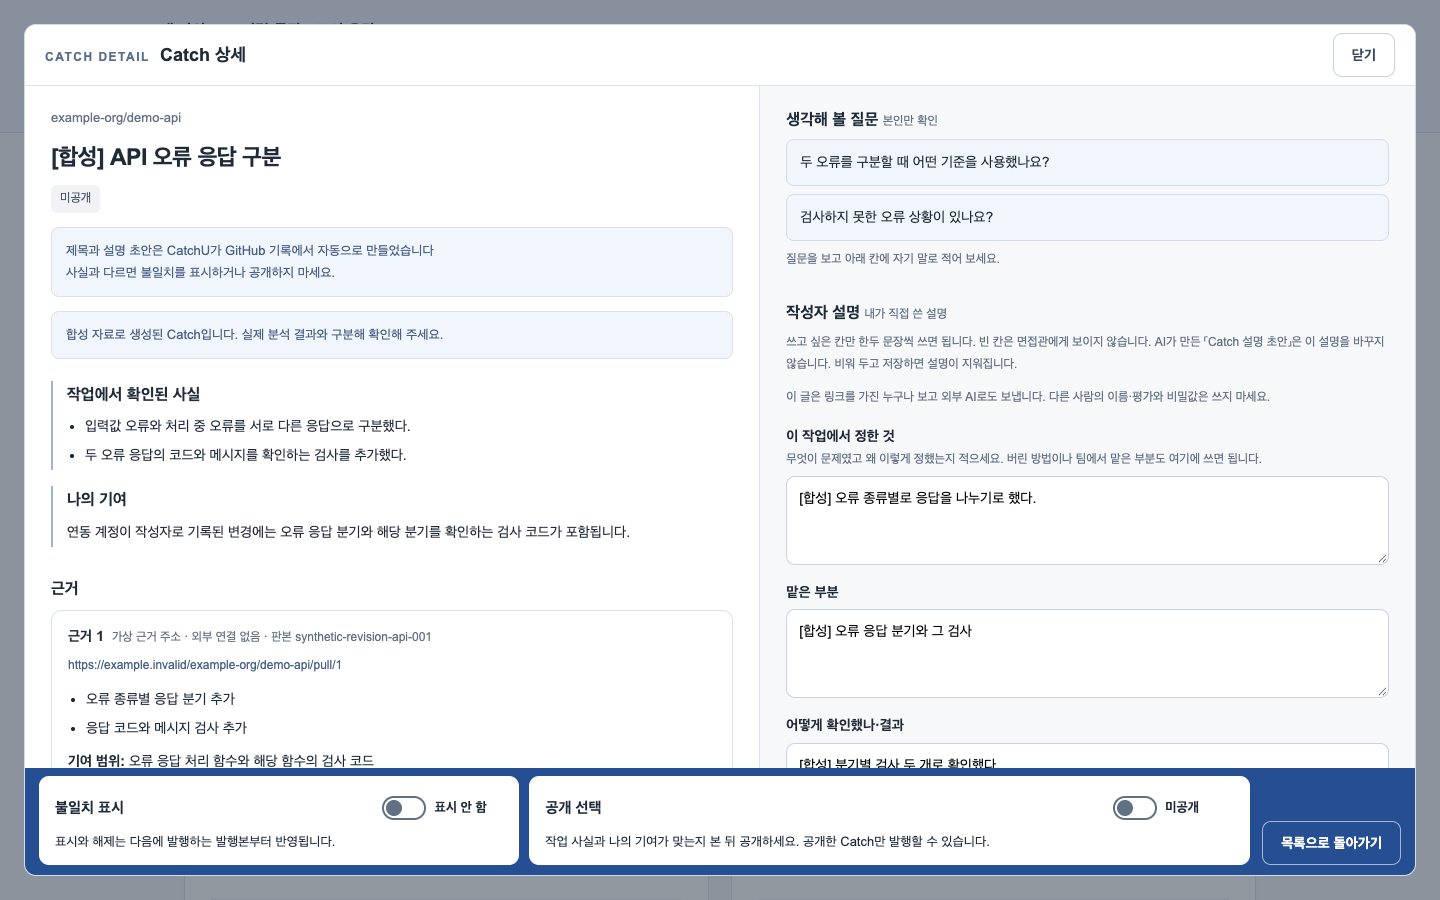 CATCH DETAIL Catch 상세
닫기
example-org/demo-api
[합성] API 오류 응답 구분
미공개
제목과 설명 초안은 CatchU가 GitHub 기록에서 자동으로 만들었습니다
사실과 다르면 불일치를 표시하거나 공개하지 마세요.
합성 자료로 생성된 Catch입니다. 실제 분석 결과와 구분해 확인해 주세요.
작업에서 확인된 사실
• 입력값 오류와 처리 중 오류를 서로 다른 응답으로 구분했다.
• 두 오류 응답의 코드와 메시지를 확인하는 검사를 추가했다.
나의 기여
연동 계정이 작성자로 기록된 변경에는 오류 응답 분기와 해당 분기를 확인하는 검사 코드가 포함됩니다.
근거
근거 1 가상 근거 주소 · 외부 연결 없음 · 판본 synthetic-revision-api-001
https://example.invalid/example-org/demo-api/pull/1
• 오류 종류별 응답 분기 추가
• 응답 코드와 메시지 검사 추가
기여 범위: 오류 응답 처리 함수와 해당 함수의 검사 코드
생각해 볼 질문 본인만 확인
두 오류를 구분할 때 어떤 기준을 사용했나요?
검사하지 못한 오류 상황이 있나요?
질문을 보고 아래 칸에 자기 말로 적어 보세요.
작성자 설명 내가 직접 쓴 설명
쓰고 싶은 칸만 한두 문장씩 쓰면 됩니다. 빈 칸은 면접관에게 보이지 않습니다. AI가 만든 「Catch 설명 초안」은 이 설명을 바꾸지
않습니다. 비워 두고 저장하면 설명이 지워집니다.
이 글은 링크를 가진 누구나 보고 외부 AI로도 보냅니다. 다른 사람의 이름·평가와 비밀값은 쓰지 마세요.
이 작업에서 정한 것
무엇이 문제였고 왜 이렇게 정했는지 적으세요. 버린 방법이나 팀에서 맡은 부분도 여기에 쓰면 됩니다.
[합성] 오류 종류별로 응답을 나누기로 했다.
맡은 부분
[합성] 오류 응답 분기와 그 검사
어떻게 확인했나·결과
[합성] 분기별 검사 두 개로 확인했다
불일치 표시
표시 안 함
표시와 해제는 다음에 발행하는 발행본부터 반영됩니다.
공개 선택
미공개
작업 사실과 나의 기여가 맞는지 본 뒤 공개하세요. 공개한 Catch만 발행할 수 있습니다.
목록으로 돌아가기